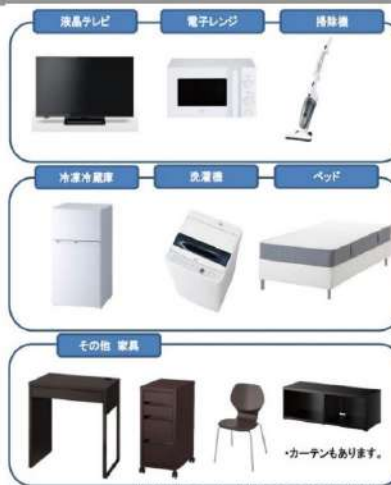 液晶テレビ
電子レンジ
掃除機
冷凍冷蔵庫
洗濯機
ベッド
その他 家具
・カーテンもあります。